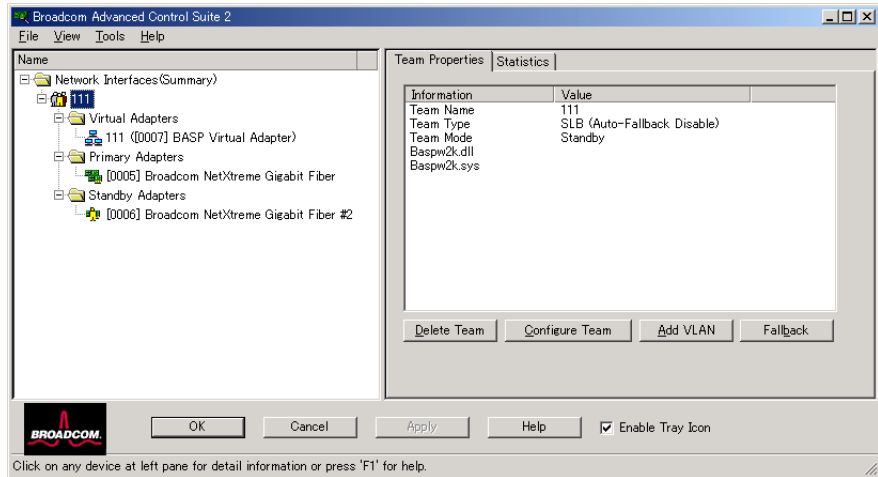 Broadcom Advanced Control Suite 2
File View Tools Help
Name
Network Interfaces(Summary)
111
Virtual Adapters
111 ([0007] BASP Virtual Adapter)
Primary Adapters
[0005] Broadcom NetXtreme Gigabit Fiber
Standby Adapters
[0006] Broadcom NetXtreme Gigabit Fiber #2
Team Properties Statistics
Information Value
Team Name 111
Team Type SLB (Auto-Fallback Disable)
Team Mode Standby
Baspw2k.dll
Baspw2k.sys
Delete Team Configure Team Add VLAN Fallback
BROADCOM.
OK Cancel Apply Help Enable Tray Icon
Click on any device at left pane for detail information or press 'F1' for help.